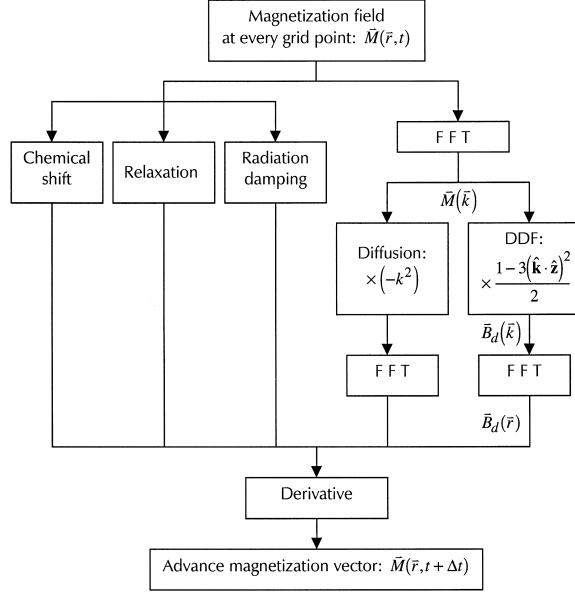 Magnetization field
at every grid point: M⃗(r⃗,t)
F F T
Chemical
shift
Relaxation
Radiation
damping
M⃗(k⃗)
Diffusion:
×(−k²)
DDF:
× 1−3(k̂·ẑ)²
2
B⃗d(k⃗)
F F T
F F T
B⃗d(r⃗)
Derivative
Advance magnetization vector: M⃗(r⃗,t+Δt)